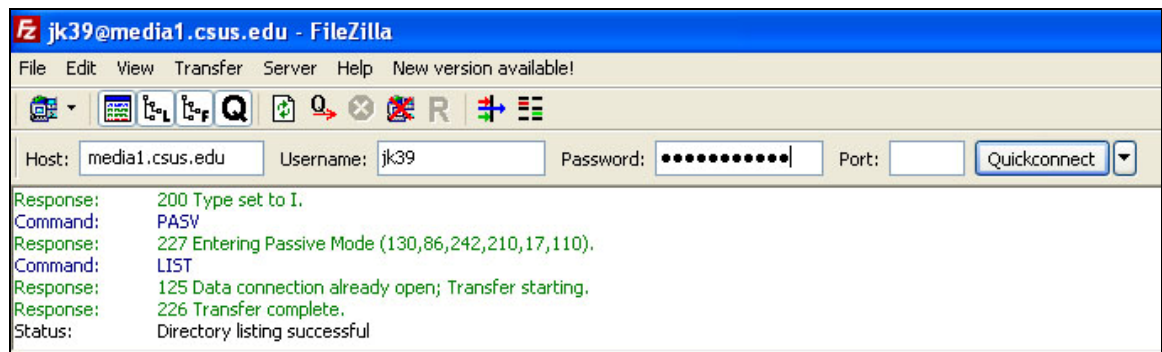 jk39@media1.csus.edu - FileZilla
File Edit View Transfer Server Help New version available!
Host: media1.csus.edu Username: jk39 Password: ●●●●●●●●●●● Port: Quickconnect
Response: 200 Type set to I.
Command: PASV
Response: 227 Entering Passive Mode (130,86,242,210,17,110).
Command: LIST
Response: 125 Data connection already open; Transfer starting.
Response: 226 Transfer complete.
Status: Directory listing successful